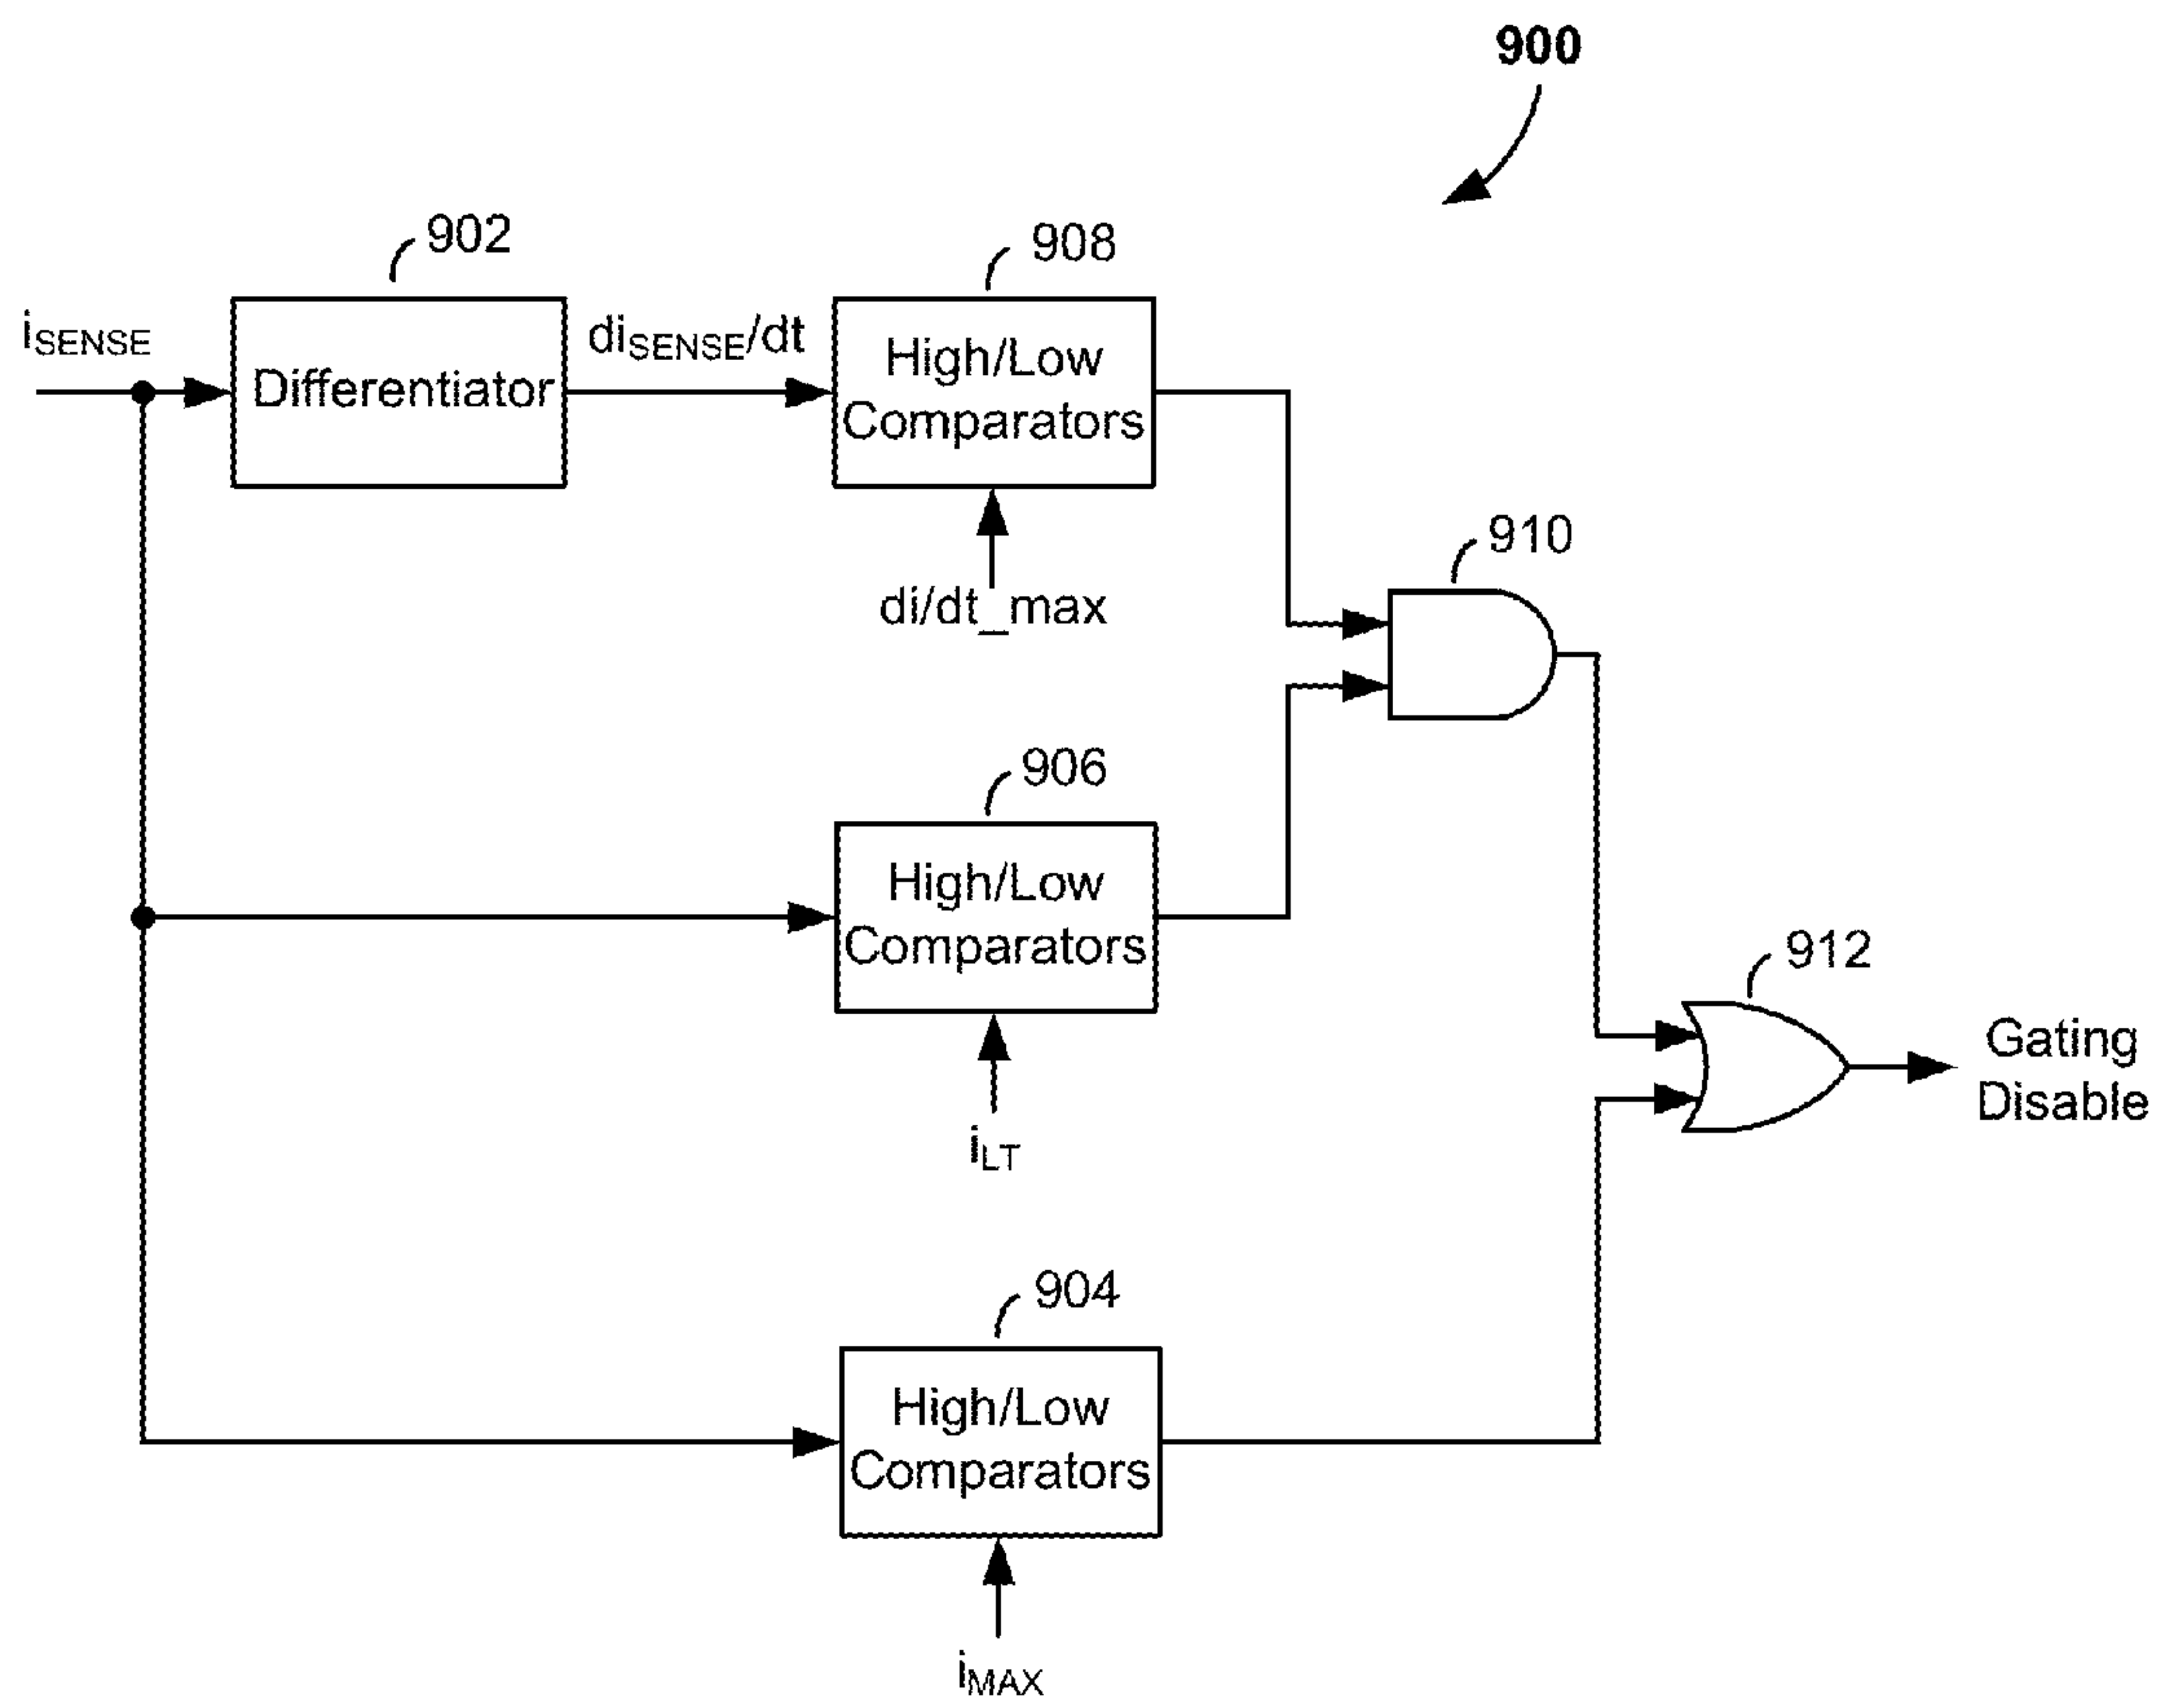 900
902
908
iSENSE
diSENSE/dt
Differentiator
High/Low
Comparators
di/dt_max
910
906
High/Low
Comparators
iLT
912
Gating
Disable
904
High/Low
Comparators
iMAX